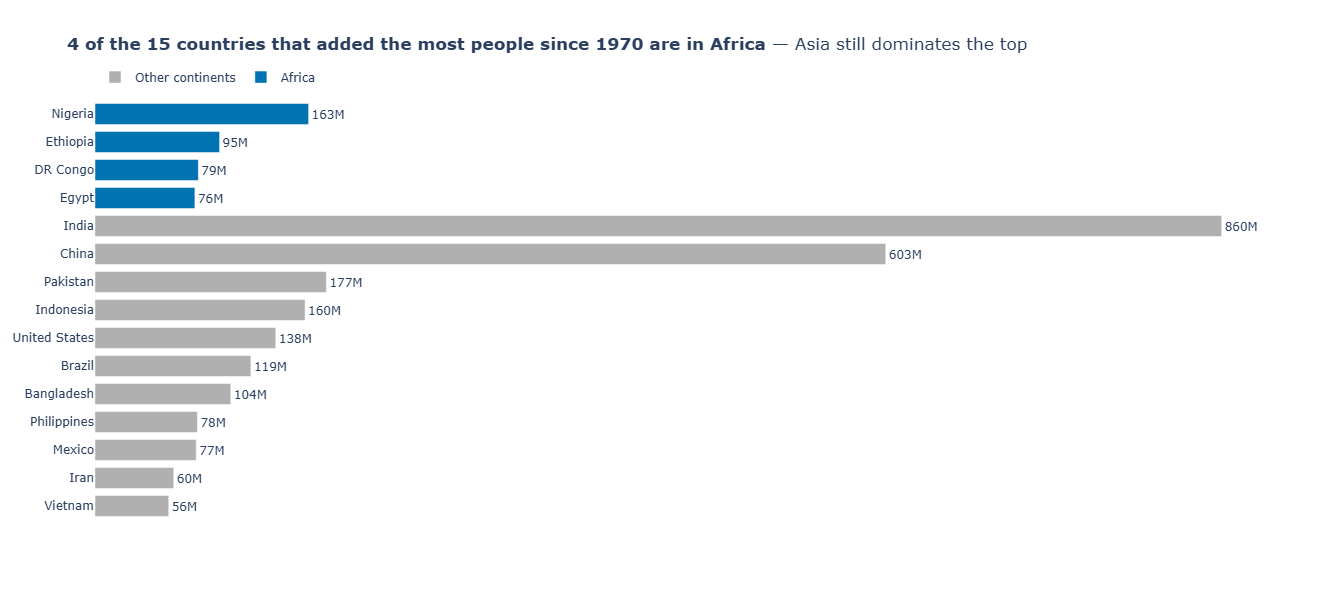 4 of the 15 countries that added the most people since 1970 are in Africa — Asia still dominates the top
Other continents Africa
Nigeria 163M
Ethiopia 95M
DR Congo 79M
Egypt 76M
India 860M
China 603M
Pakistan 177M
Indonesia 160M
United States 138M
Brazil 119M
Bangladesh 104M
Philippines 78M
Mexico 77M
Iran 60M
Vietnam 56M